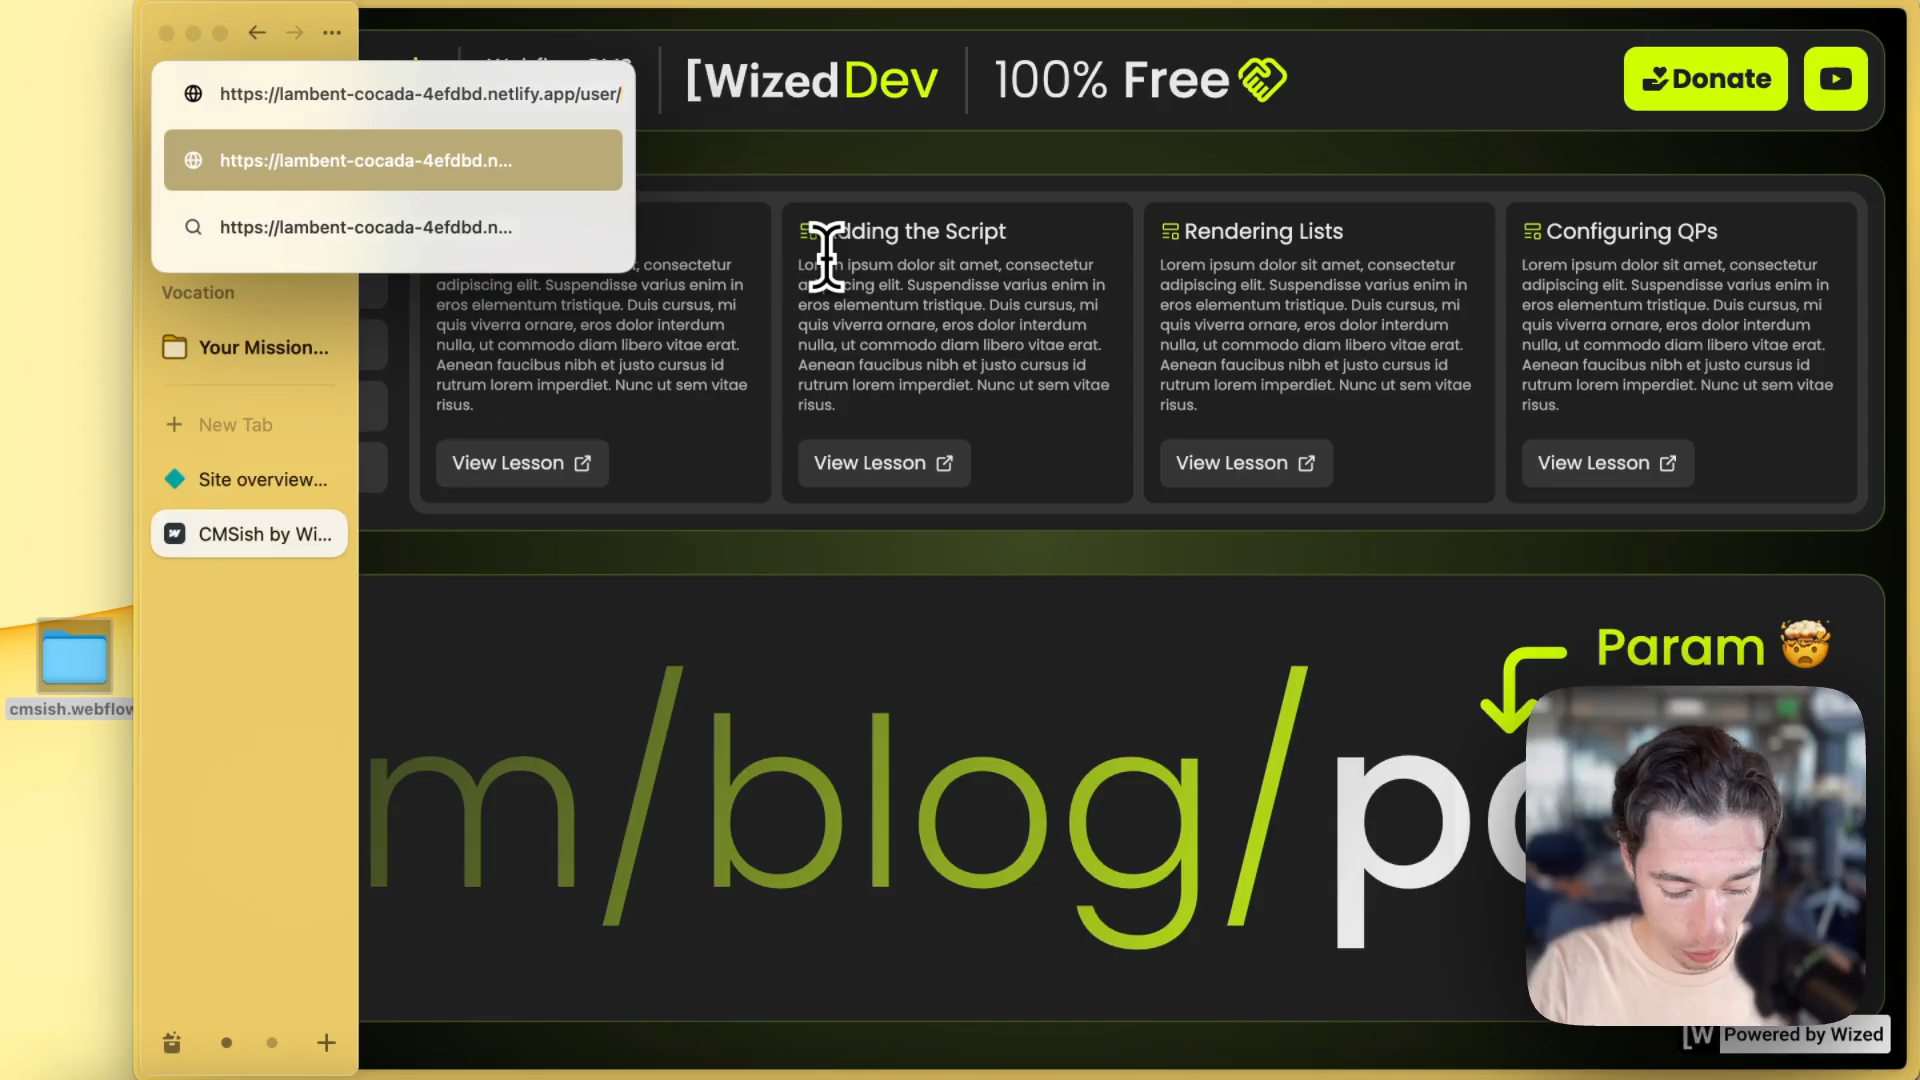 https://lambent-cocada-4efdbd.netlify.app/user/
https://lambent-cocada-4efdbd.n...
https://lambent-cocada-4efdbd.n...
Vocation
Your Mission...
New Tab
Site overview...
CMSish by Wi...
cmsish.webflow
[Wized Dev
100% Free
Donate
consectetur
adipiscing elit. Suspendisse varius enim in
eros elementum tristique. Duis cursus, mi
quis viverra ornare, eros dolor interdum
nulla, ut commodo diam libero vitae erat.
Aenean faucibus nibh et justo cursus id
rutrum lorem imperdiet. Nunc ut sem vitae
risus.
View Lesson
Adding the Script
Lorem ipsum dolor sit amet, consectetur
adipiscing elit. Suspendisse varius enim in
eros elementum tristique. Duis cursus, mi
quis viverra ornare, eros dolor interdum
nulla, ut commodo diam libero vitae erat.
Aenean faucibus nibh et justo cursus id
rutrum lorem imperdiet. Nunc ut sem vitae
risus.
View Lesson
Rendering Lists
Lorem ipsum dolor sit amet, consectetur
adipiscing elit. Suspendisse varius enim in
eros elementum tristique. Duis cursus, mi
quis viverra ornare, eros dolor interdum
nulla, ut commodo diam libero vitae erat.
Aenean faucibus nibh et justo cursus id
rutrum lorem imperdiet. Nunc ut sem vitae
risus.
View Lesson
Configuring QPs
Lorem ipsum dolor sit amet, consectetur
adipiscing elit. Suspendisse varius enim in
eros elementum tristique. Duis cursus, mi
quis viverra ornare, eros dolor interdum
nulla, ut commodo diam libero vitae erat.
Aenean faucibus nibh et justo cursus id
rutrum lorem imperdiet. Nunc ut sem vitae
risus.
View Lesson
Param 🤯
m/blog/p
[W Powered by Wized